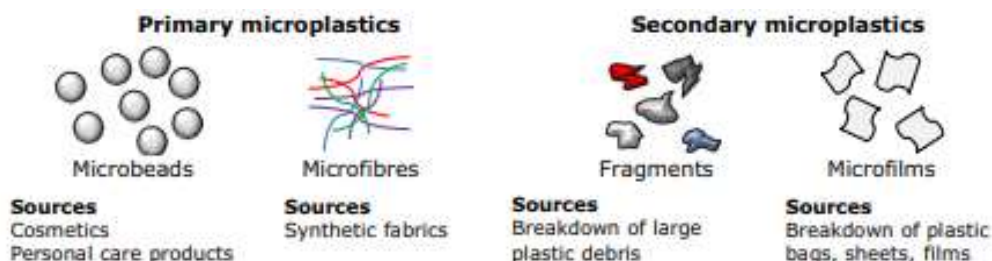 Primary microplastics
Secondary microplastics
Microbeads
Microfibres
Fragments
Microfilms
Sources
Cosmetics
Personal care products
Sources
Synthetic fabrics
Sources
Breakdown of large
plastic debris
Sources
Breakdown of plastic
bags, sheets, films